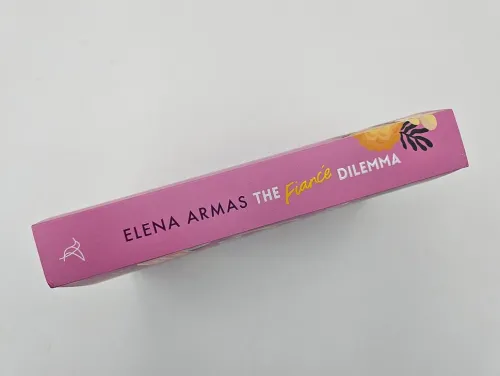 ELENA ARMAS THE Fiancé DILEMMA